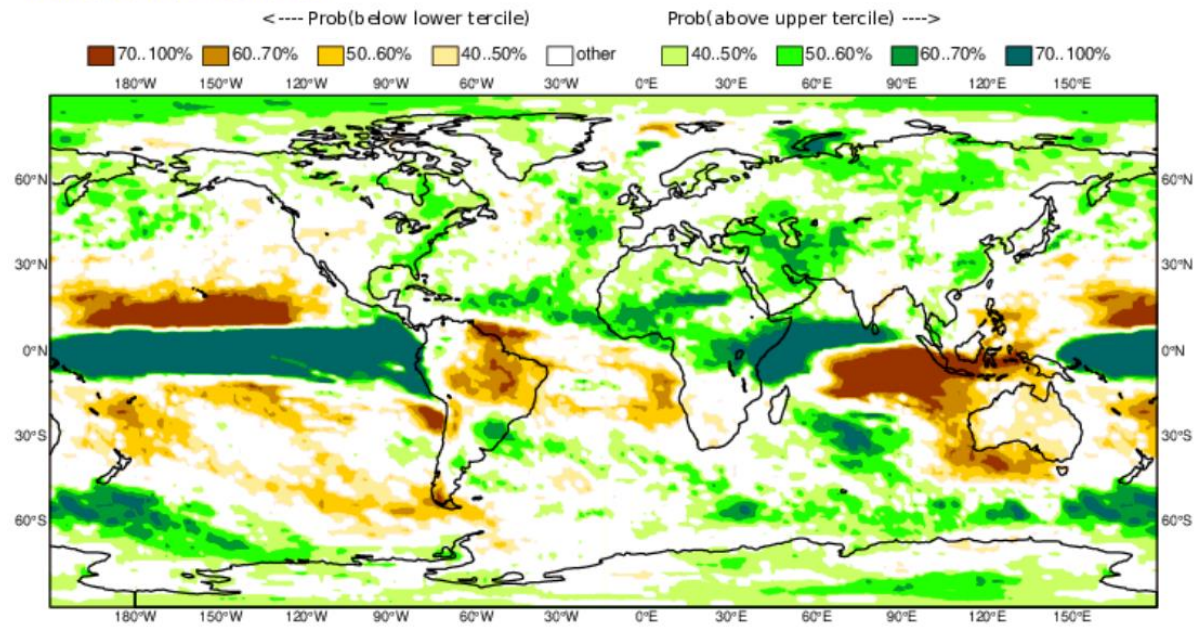 <---- Prob(below lower tercile) Prob(above upper tercile) ---->
70..100% 60..70% 50..60% 40..50% other 40..50% 50..60% 60..70% 70..100%
180°W 150°W 120°W 90°W 60°W 30°W 0°E 30°E 60°E 90°E 120°E 150°E
60°N 60°N
30°N 30°N
0°N 0°N
30°S 30°S
60°S 60°S
180°W 150°W 120°W 90°W 60°W 30°W 0°E 30°E 60°E 90°E 120°E 150°E